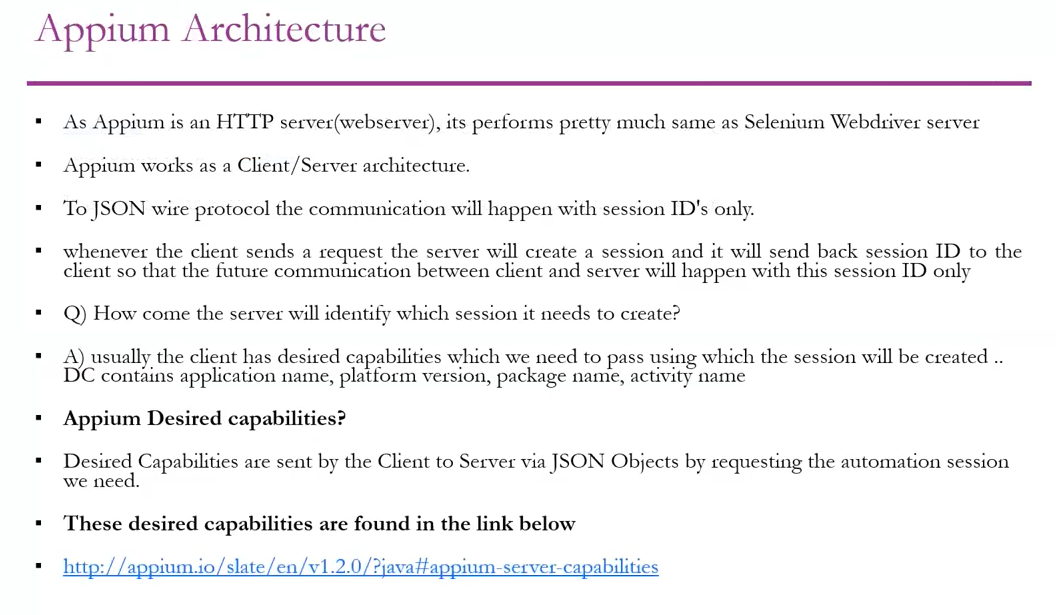 Appium Architecture
▪ As Appium is an HTTP server(webserver), its performs pretty much same as Selenium Webdriver server
▪ Appium works as a Client/Server architecture.
▪ To JSON wire protocol the communication will happen with session ID's only.
▪ whenever the client sends a request the server will create a session and it will send back session ID to the
client so that the future communication between client and server will happen with this session ID only
▪ Q) How come the server will identify which session it needs to create?
▪ A) usually the client has desired capabilities which we need to pass using which the session will be created ..
DC contains application name, platform version, package name, activity name
▪ Appium Desired capabilities?
▪ Desired Capabilities are sent by the Client to Server via JSON Objects by requesting the automation session
we need.
▪ These desired capabilities are found in the link below
▪ http://appium.io/slate/en/v1.2.0/?java#appium-server-capabilities